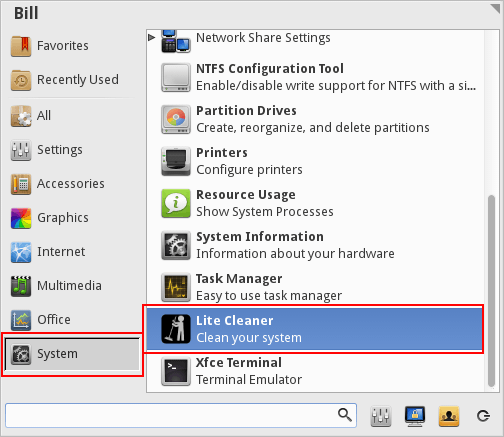 Bill
Favorites
Recently Used
All
Settings
Accessories
Graphics
Internet
Multimedia
Office
System
Network Share Settings
NTFS Configuration Tool
Enable/disable write support for NTFS with a si...
Partition Drives
Create, reorganize, and delete partitions
Printers
Configure printers
Resource Usage
Show System Processes
System Information
Information about your hardware
Task Manager
Easy to use task manager
Lite Cleaner
Clean your system
Xfce Terminal
Terminal Emulator